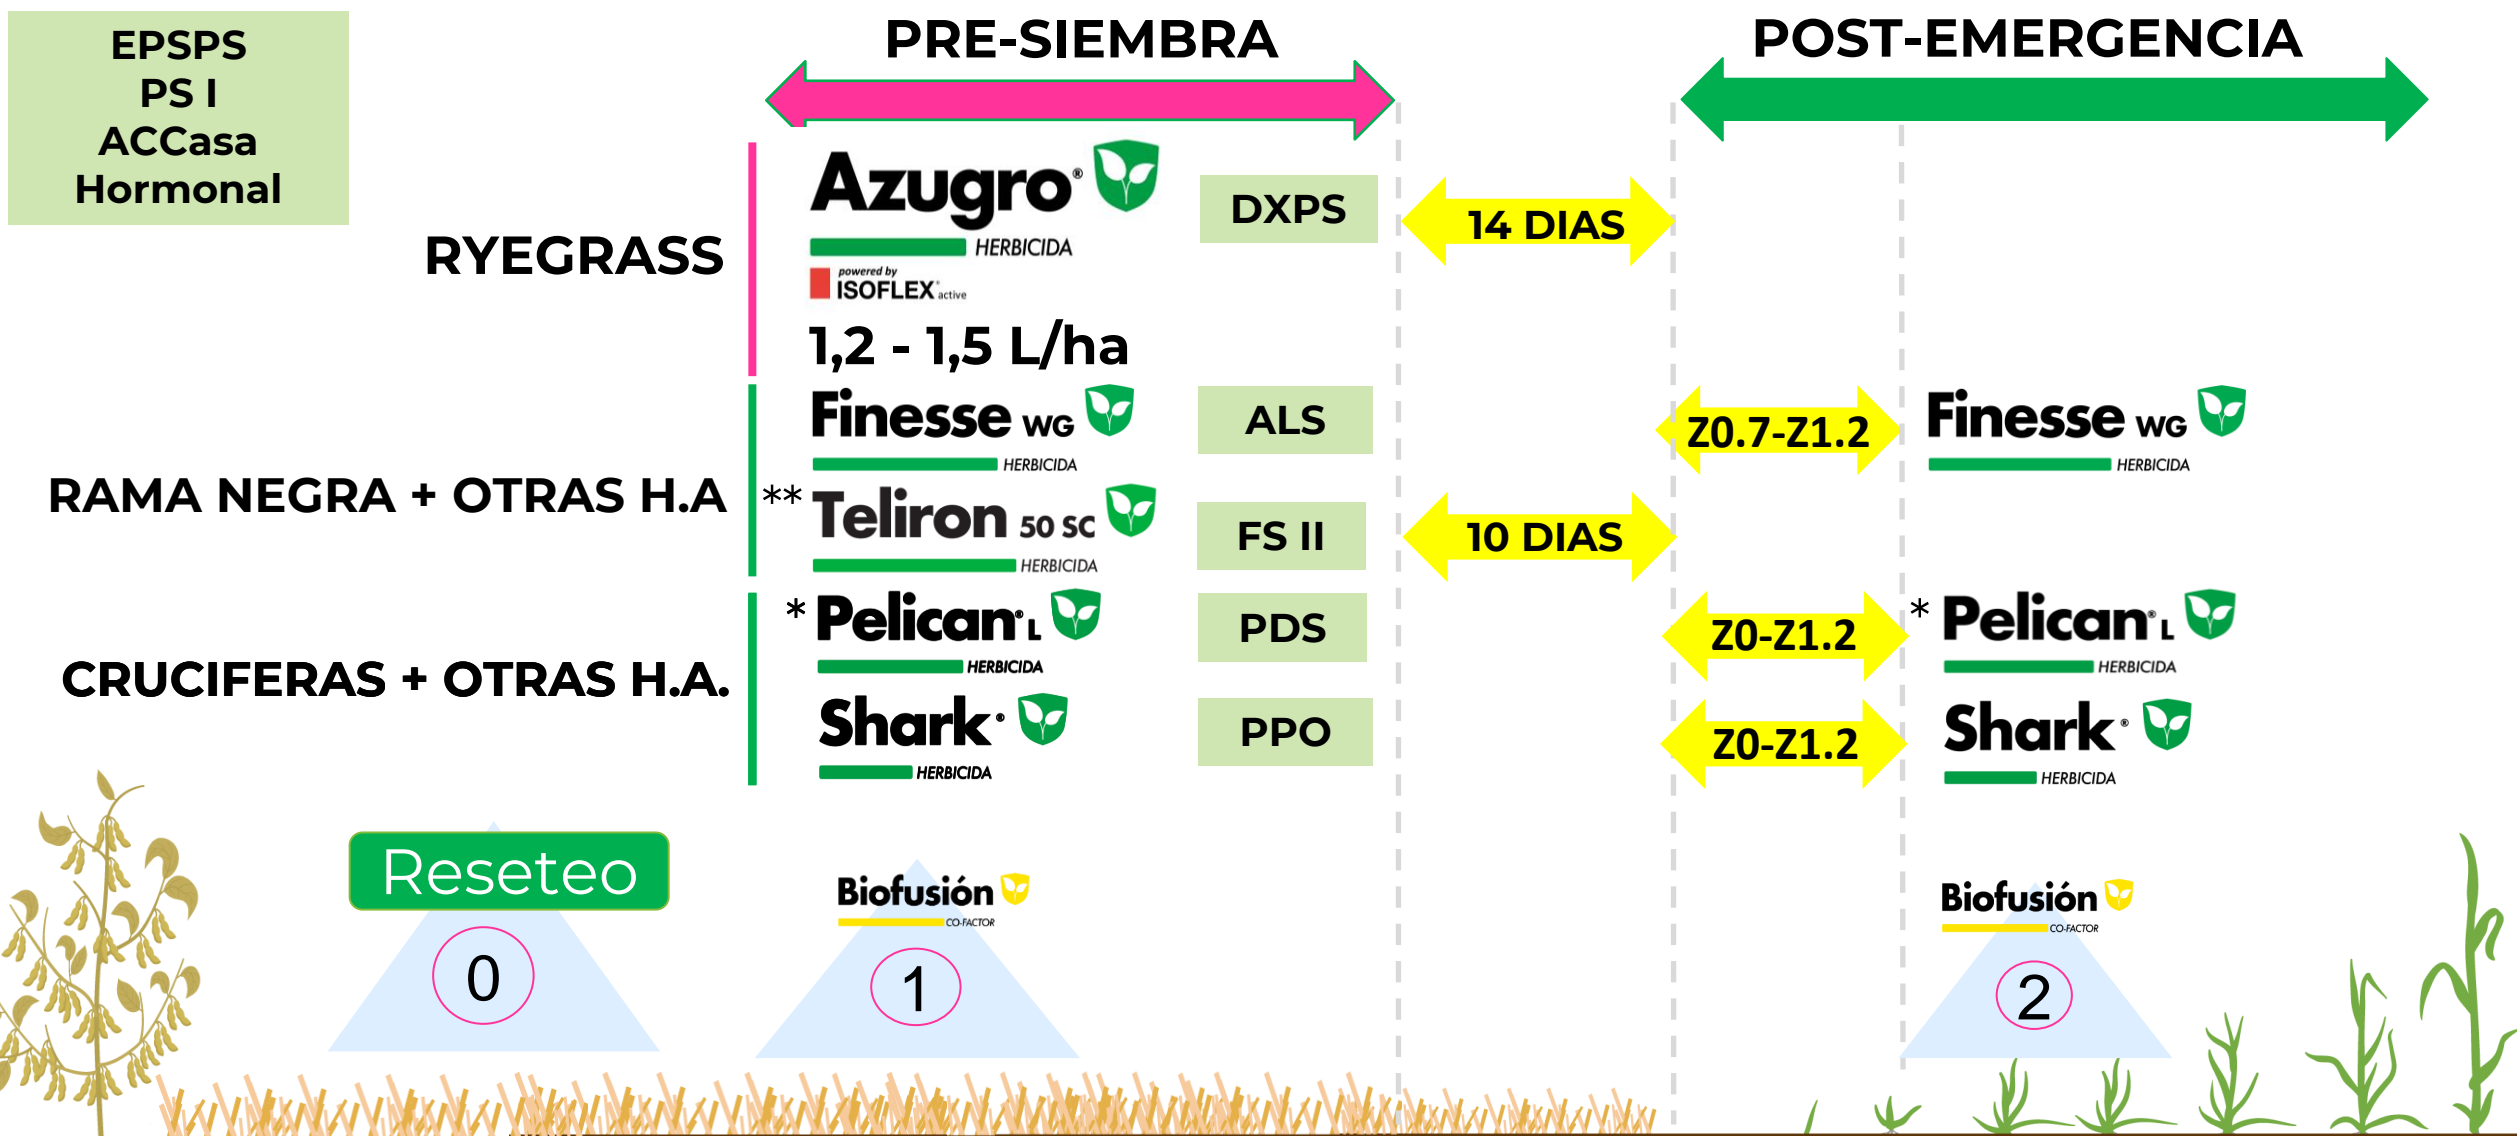 EPSPS
PS I
ACCasa
Hormonal
PRE-SIEMBRA
POST-EMERGENCIA
RYEGRASS
Azugro®
HERBICIDA
powered by
ISOFLEX® active
1,2 - 1,5 L/ha
DXPS
14 DIAS
RAMA NEGRA + OTRAS H.A
Finesse WG
HERBICIDA
ALS
Z0.7-Z1.2
Finesse WG
HERBICIDA
** Teliron 50 SC
HERBICIDA
FS II
10 DIAS
CRUCIFERAS + OTRAS H.A.
* Pelican® L
HERBICIDA
PDS
Z0-Z1.2
* Pelican® L
HERBICIDA
Shark®
HERBICIDA
PPO
Z0-Z1.2
Shark®
HERBICIDA
Reseteo
0
Biofusión
CO-FACTOR
1
Biofusión
CO-FACTOR
2